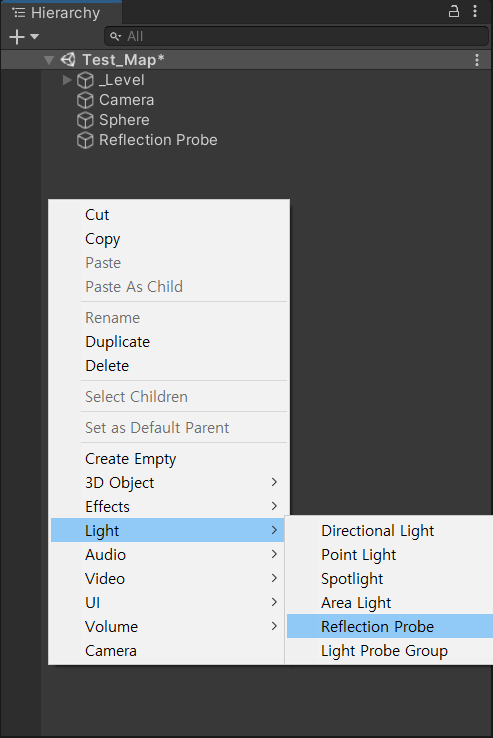 Hierarchy
All
Test_Map*
_Level
Camera
Sphere
Reflection Probe
Cut
Copy
Paste
Paste As Child
Rename
Duplicate
Delete
Select Children
Set as Default Parent
Create Empty
3D Object
Effects
Light
Audio
Video
UI
Volume
Camera
Directional Light
Point Light
Spotlight
Area Light
Reflection Probe
Light Probe Group